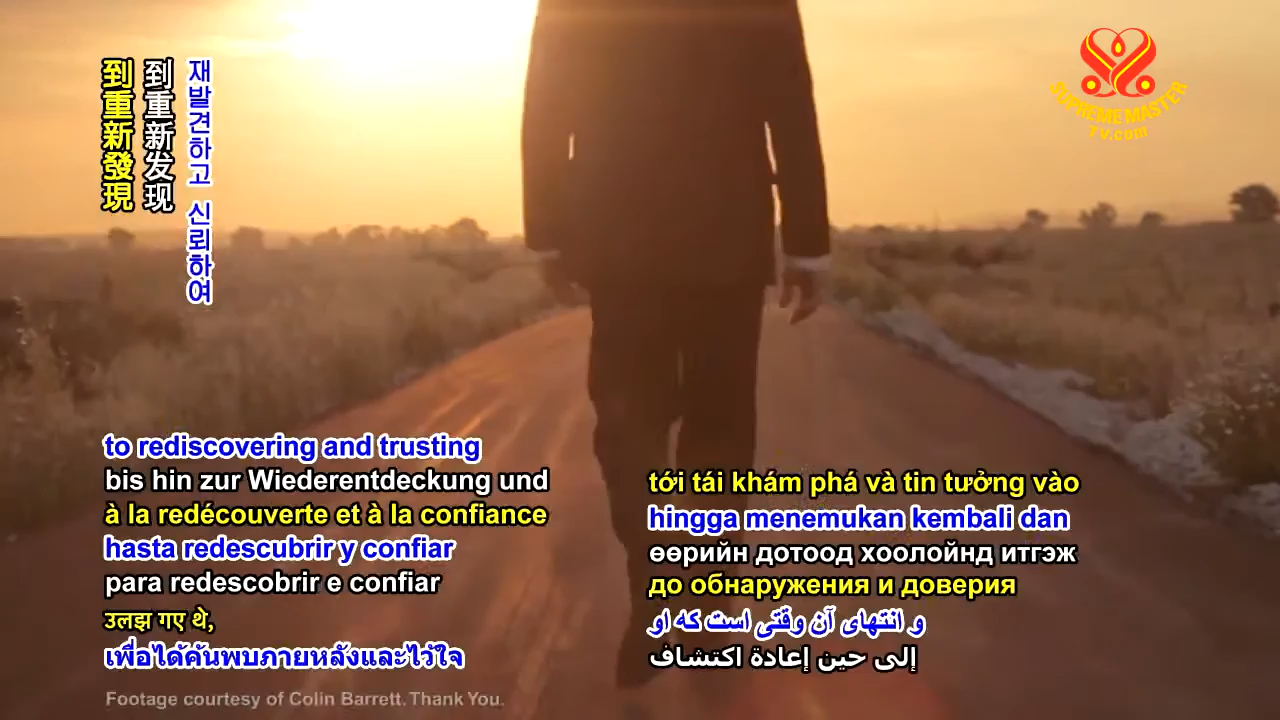 到重新發現
到重新发现
재발견하고 신뢰하여
SUPREME MASTER
TV.com
to rediscovering and trusting
bis hin zur Wiederentdeckung und
à la redécouverte et à la confiance
hasta redescubrir y confiar
para redescobrir e confiar
उलझ गए थे,
เพื่อได้ค้นพบภายหลังและไว้ใจ
tới tái khám phá và tin tưởng vào
hingga menemukan kembali dan
өөрийн дотоод хоолойнд итгэж
до обнаружения и доверия
و انتهای آن وقتی است که او
إلى حين إعادة اكتشاف
Footage courtesy of Colin Barrett. Thank You.